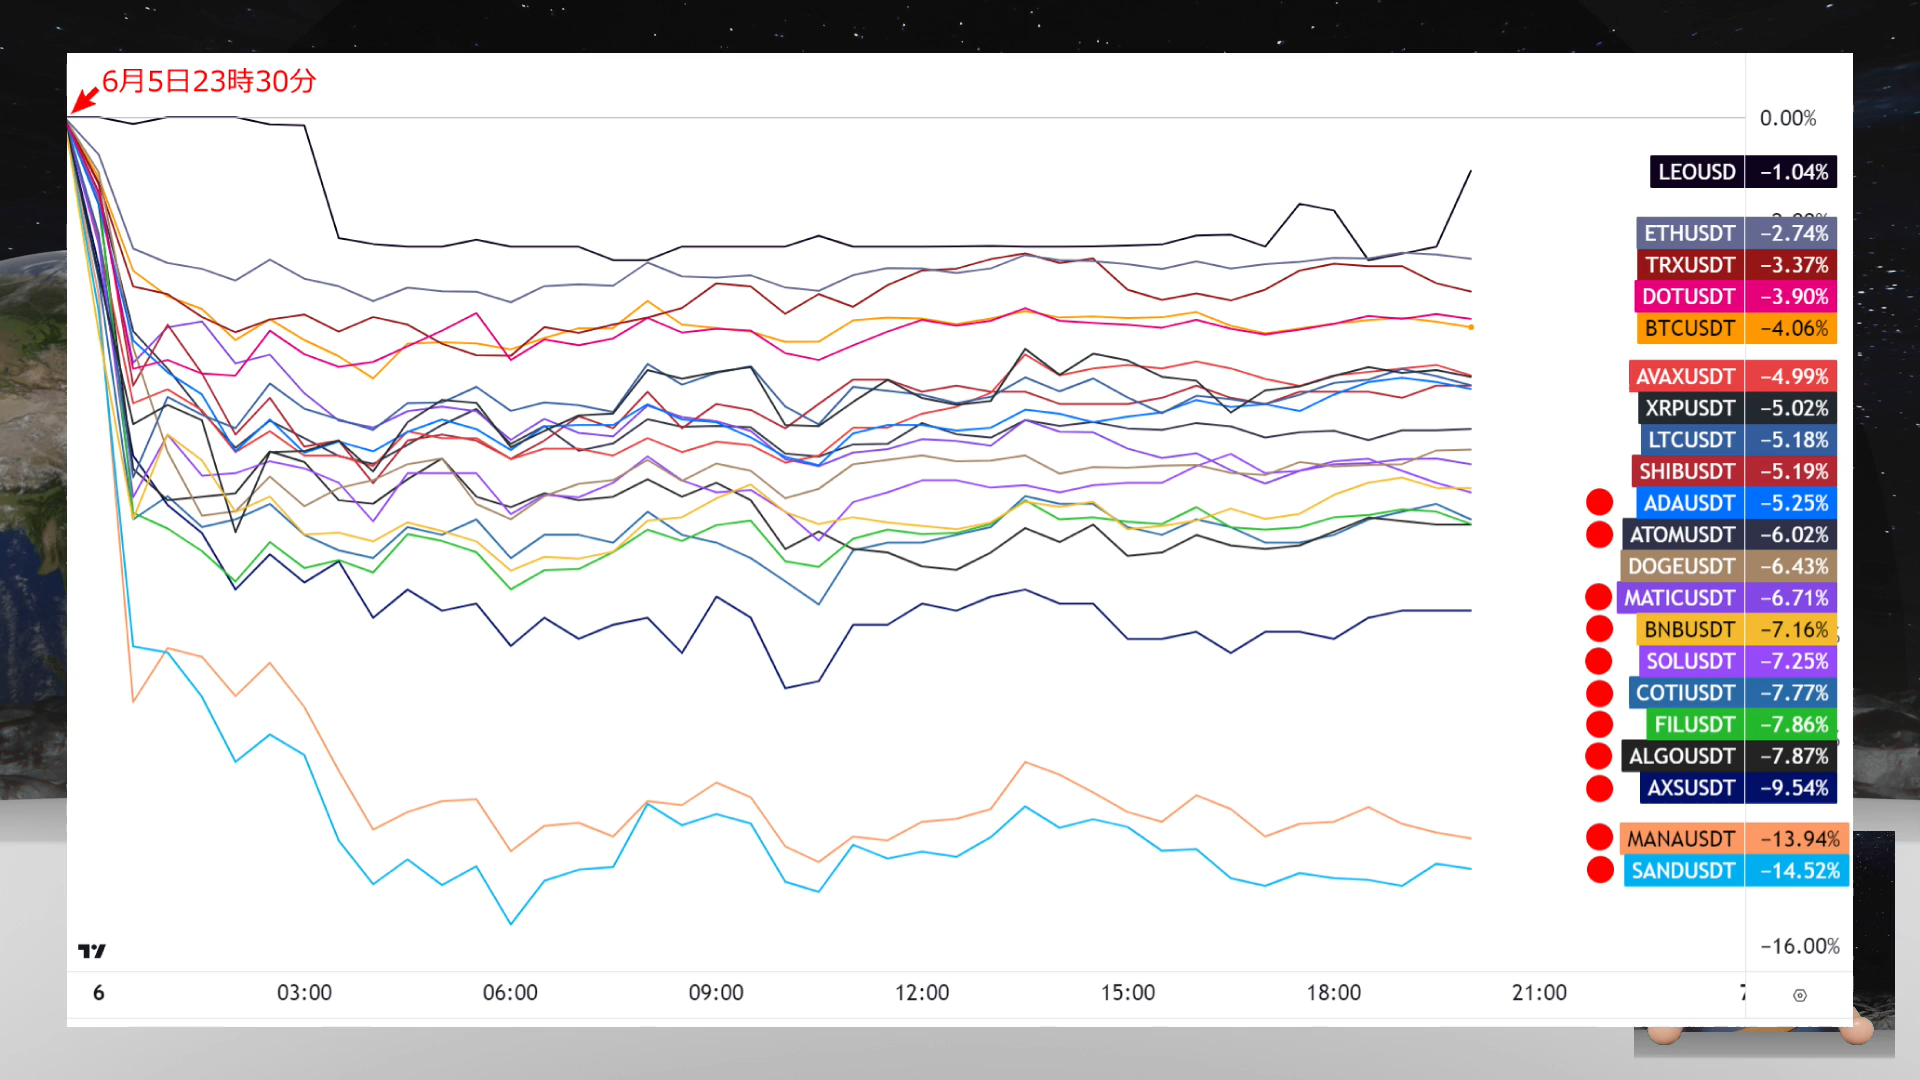 6月5日23時30分
0.00%
LEOUSD −1.04%
ETHUSDT −2.74%
TRXUSDT −3.37%
DOTUSDT −3.90%
BTCUSDT −4.06%
AVAXUSDT −4.99%
XRPUSDT −5.02%
LTCUSDT −5.18%
SHIBUSDT −5.19%
ADAUSDT −5.25%
ATOMUSDT −6.02%
DOGEUSDT −6.43%
MATICUSDT −6.71%
BNBUSDT −7.16%
SOLUSDT −7.25%
COTIUSDT −7.77%
FILUSDT −7.86%
ALGOUSDT −7.87%
AXSUSDT −9.54%
MANAUSDT −13.94%
SANDUSDT −14.52%
−16.00%
6 03:00 06:00 09:00 12:00 15:00 18:00 21:00